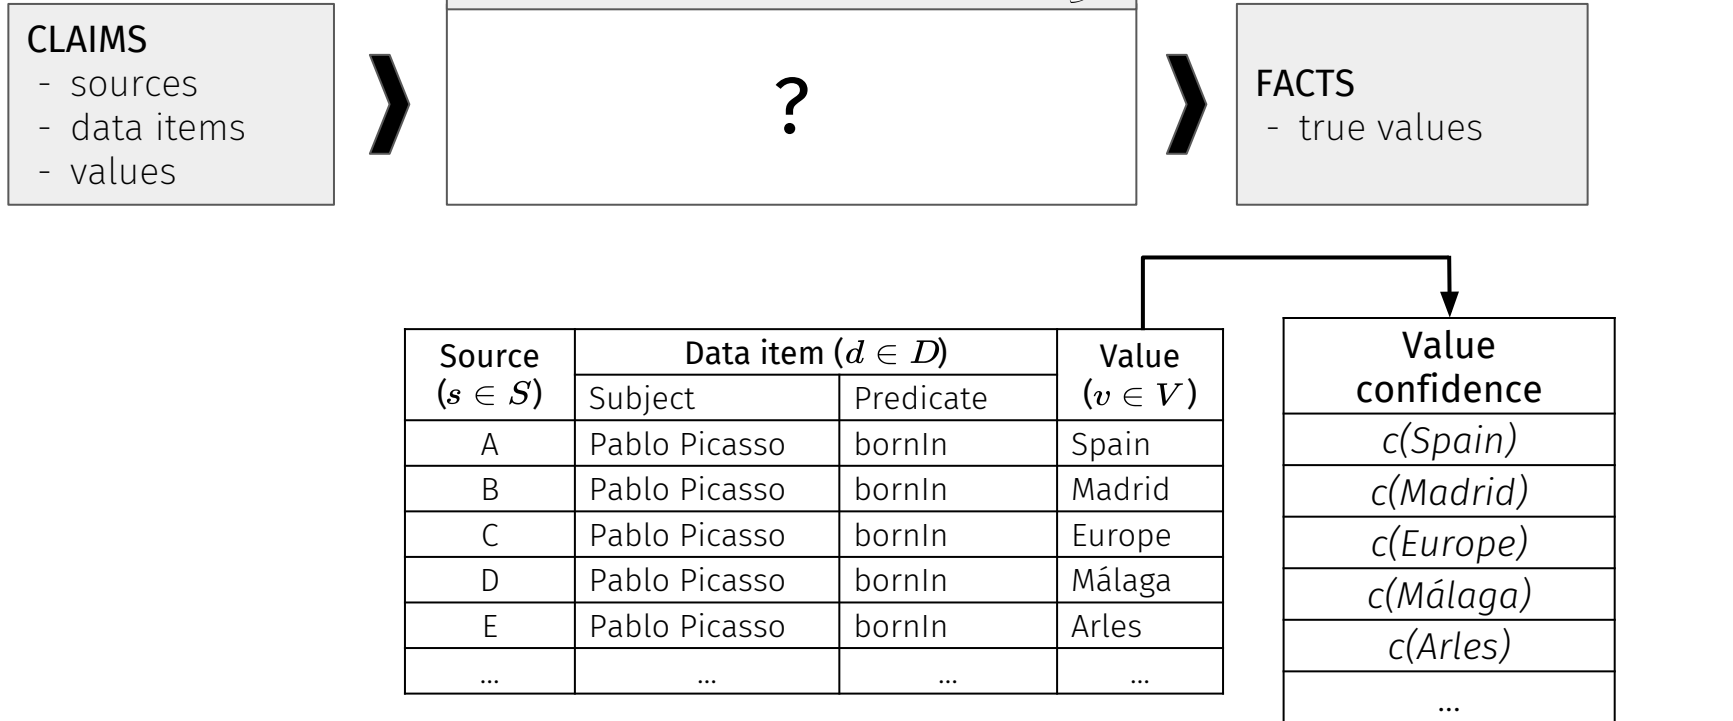 CLAIMS
- sources
- data items
- values
?
FACTS
- true values
Source (s ∈ S) Data item (d ∈ D) Value (v ∈ V)
Subject Predicate
A Pablo Picasso bornIn Spain
B Pablo Picasso bornIn Madrid
C Pablo Picasso bornIn Europe
D Pablo Picasso bornIn Málaga
E Pablo Picasso bornIn Arles
... ... ... ...
Value
confidence
c(Spain)
c(Madrid)
c(Europe)
c(Málaga)
c(Arles)
...